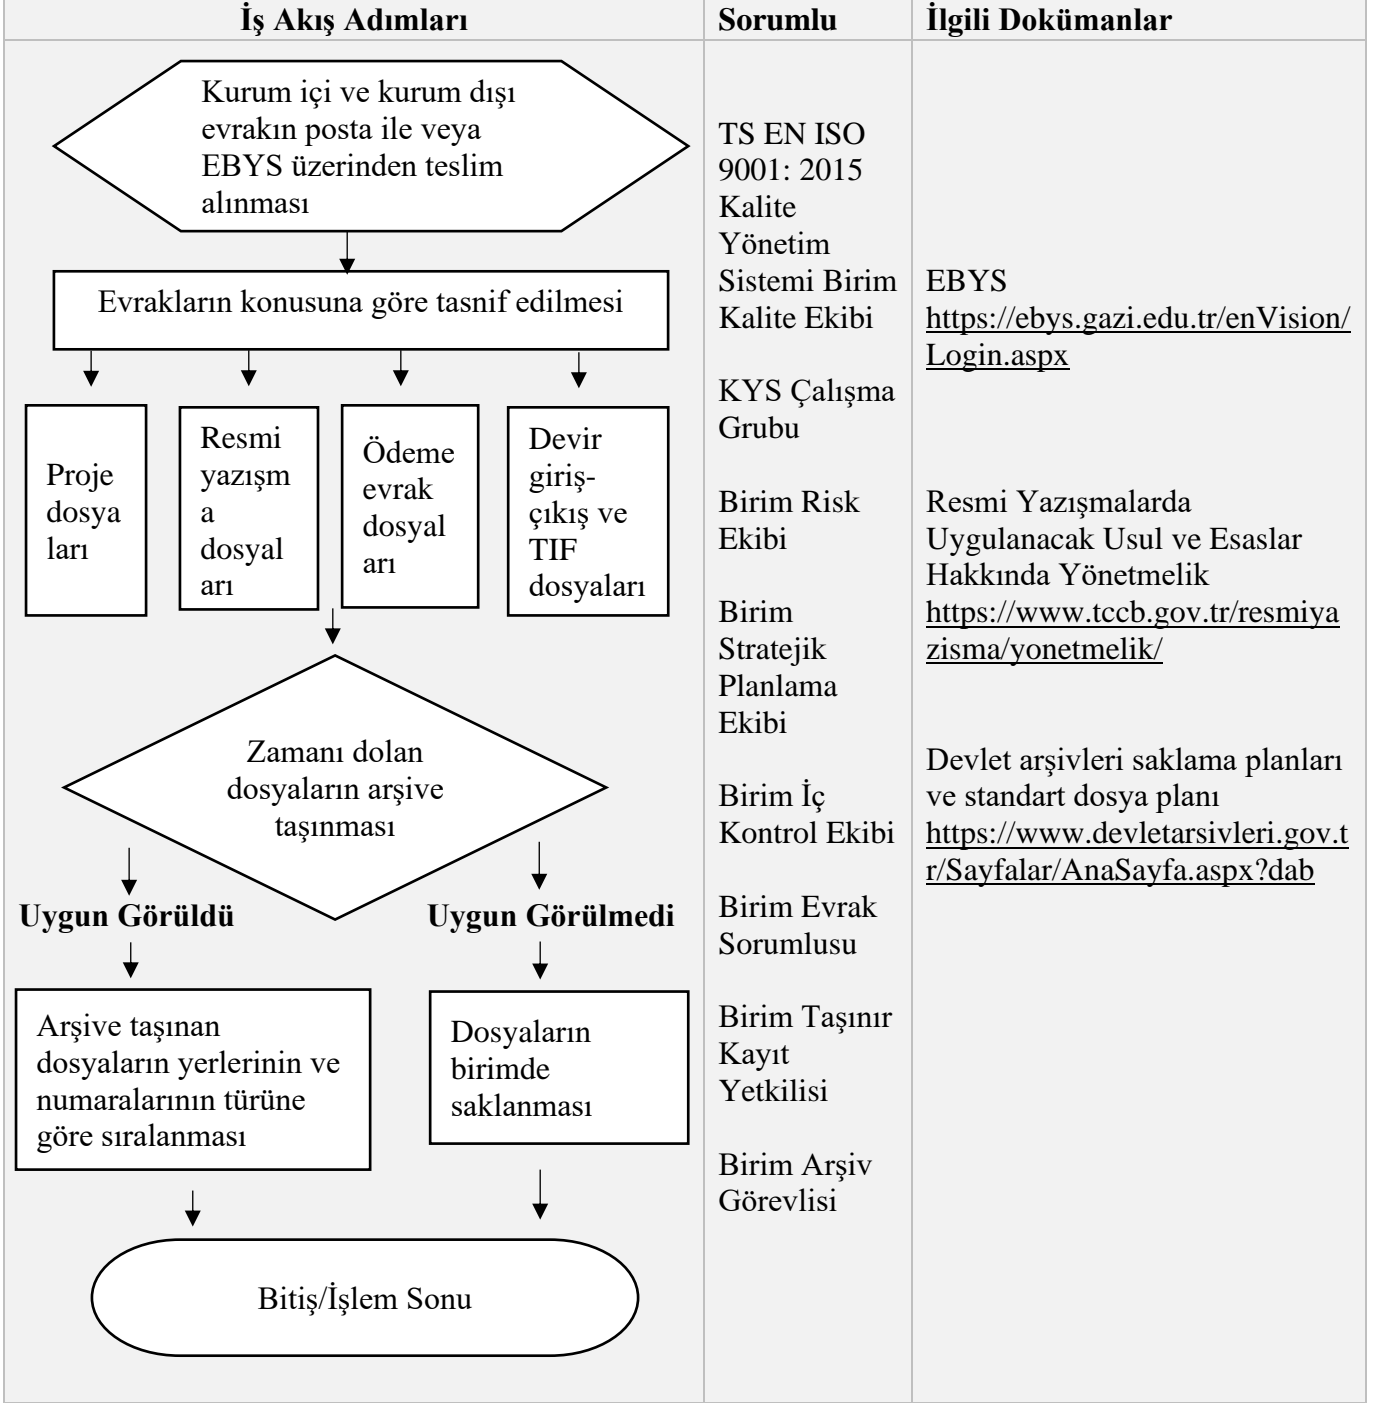 İş Akış Adımları
Sorumlu
İlgili Dokümanlar
Kurum içi ve kurum dışı
evrakın posta ile veya
EBYS üzerinden teslim
alınması
Evrakların konusuna göre tasnif edilmesi
Proje
dosya
ları
Resmi
yazışm
a
dosyal
arı
Ödeme
evrak
dosyal
arı
Devir
giriş-
çıkış ve
TIF
dosyaları
Zamanı dolan
dosyaların arşive
taşınması
Uygun Görüldü
Uygun Görülmedi
Arşive taşınan
dosyaların yerlerinin ve
numaralarının türüne
göre sıralanması
Dosyaların
birimde
saklanması
Bitiş/İşlem Sonu
TS EN ISO
9001: 2015
Kalite
Yönetim
Sistemi Birim
Kalite Ekibi
KYS Çalışma
Grubu
Birim Risk
Ekibi
Birim
Stratejik
Planlama
Ekibi
Birim İç
Kontrol Ekibi
Birim Evrak
Sorumlusu
Birim Taşınır
Kayıt
Yetkilisi
Birim Arşiv
Görevlisi
EBYS
https://ebys.gazi.edu.tr/enVision/
Login.aspx
Resmi Yazışmalarda
Uygulanacak Usul ve Esaslar
Hakkında Yönetmelik
https://www.tccb.gov.tr/resmiya
zisma/yonetmelik/
Devlet arşivleri saklama planları
ve standart dosya planı
https://www.devletarsivleri.gov.t
r/Sayfalar/AnaSayfa.aspx?dab